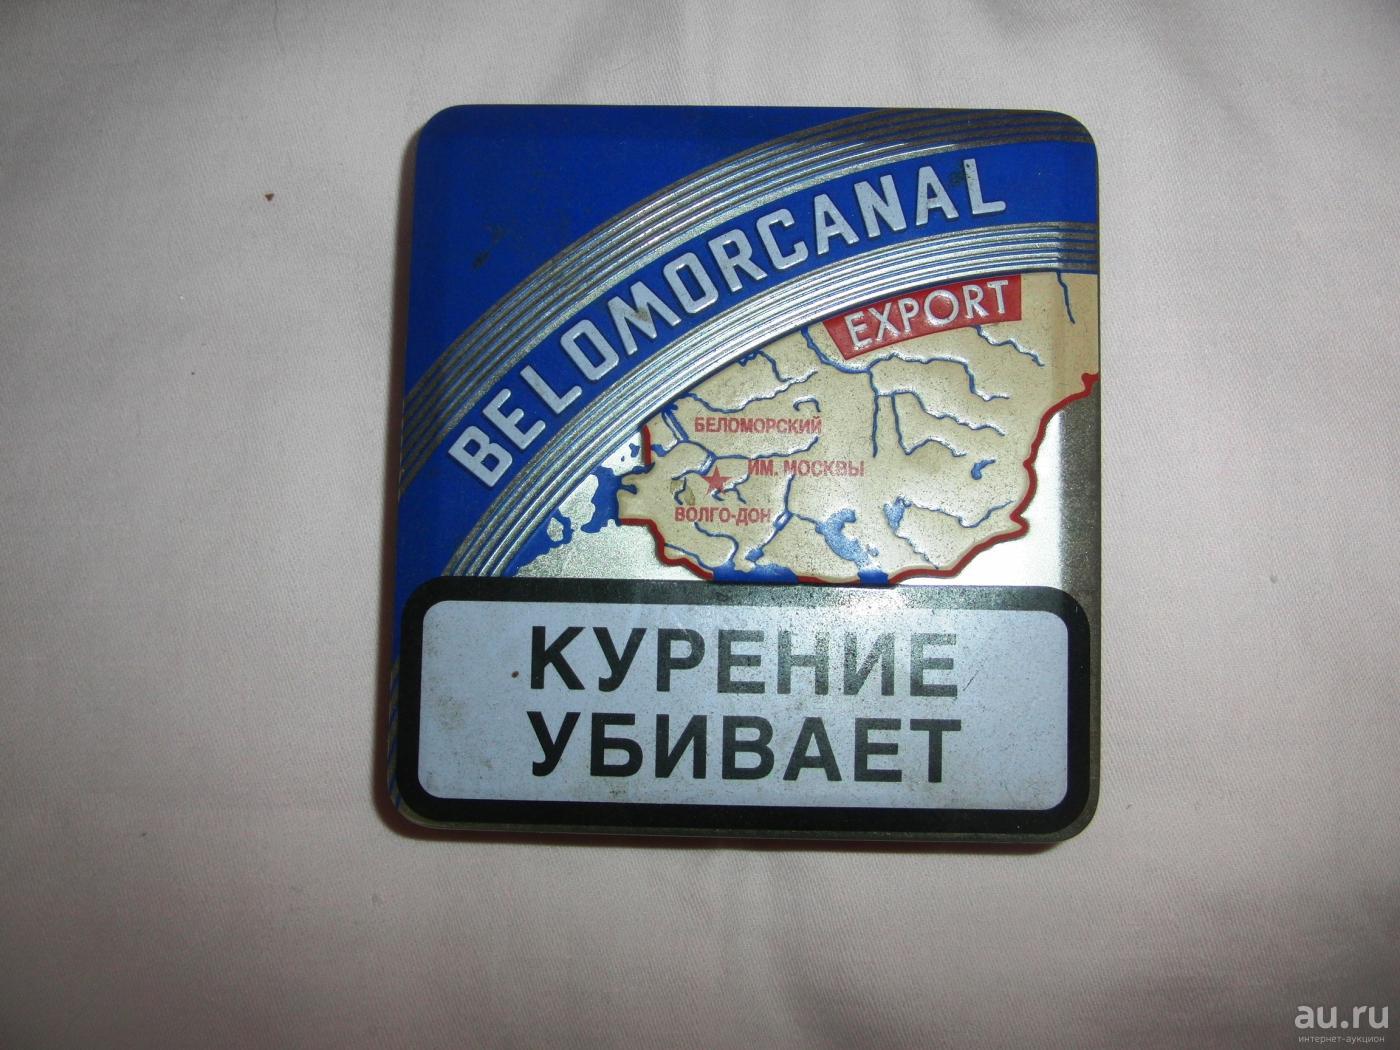 BELOMORCANAL
EXPORT
БЕЛОМОРСКИЙ
ИМ. МОСКВЫ
ВОЛГО-ДОН
КУРЕНИЕ
УБИВАЕТ
au.ru
интернет-аукцион